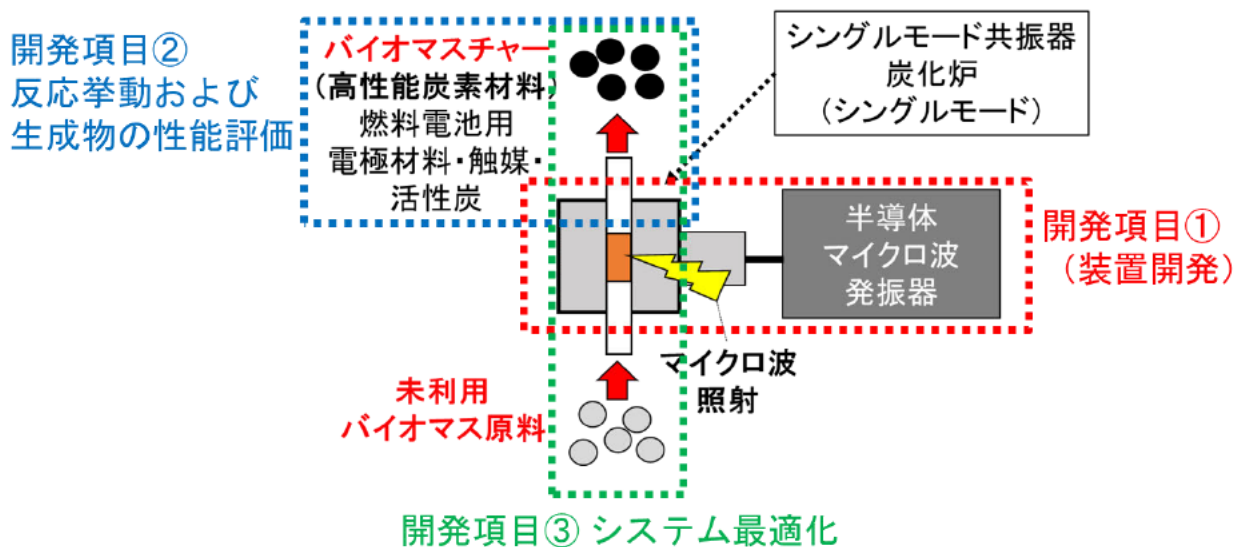 開発項目②
反応挙動および
生成物の性能評価
バイオマスチャー
(高性能炭素材料)
燃料電池用
電極材料・触媒・
活性炭
シングルモード共振器
炭化炉
(シングルモード)
半導体
マイクロ波
発振器
開発項目①
(装置開発)
マイクロ波
照射
未利用
バイオマス原料
開発項目③ システム最適化